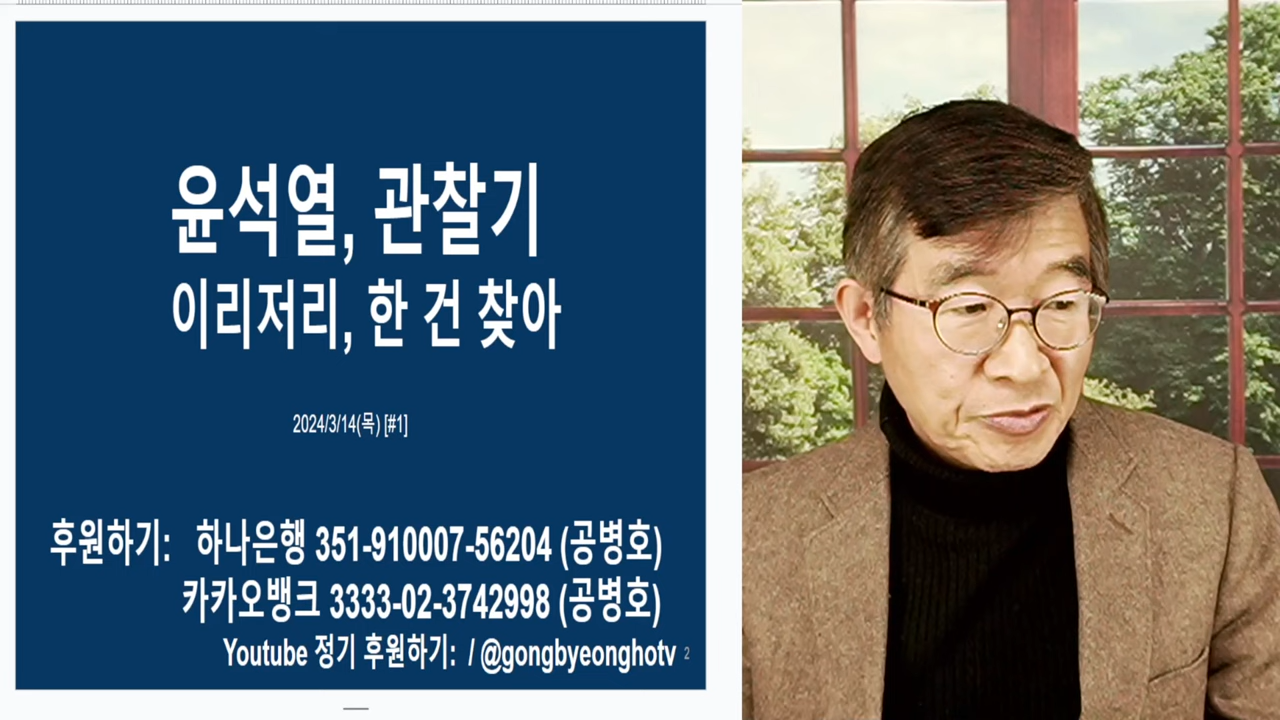 윤석열, 관찰기
이리저리, 한 건 찾아
2024/3/14(목) [#1]
후원하기: 하나은행 351-910007-56204 (공병호)
카카오뱅크 3333-02-3742998 (공병호)
Youtube 정기 후원하기: / @gongbyeonghotv 2